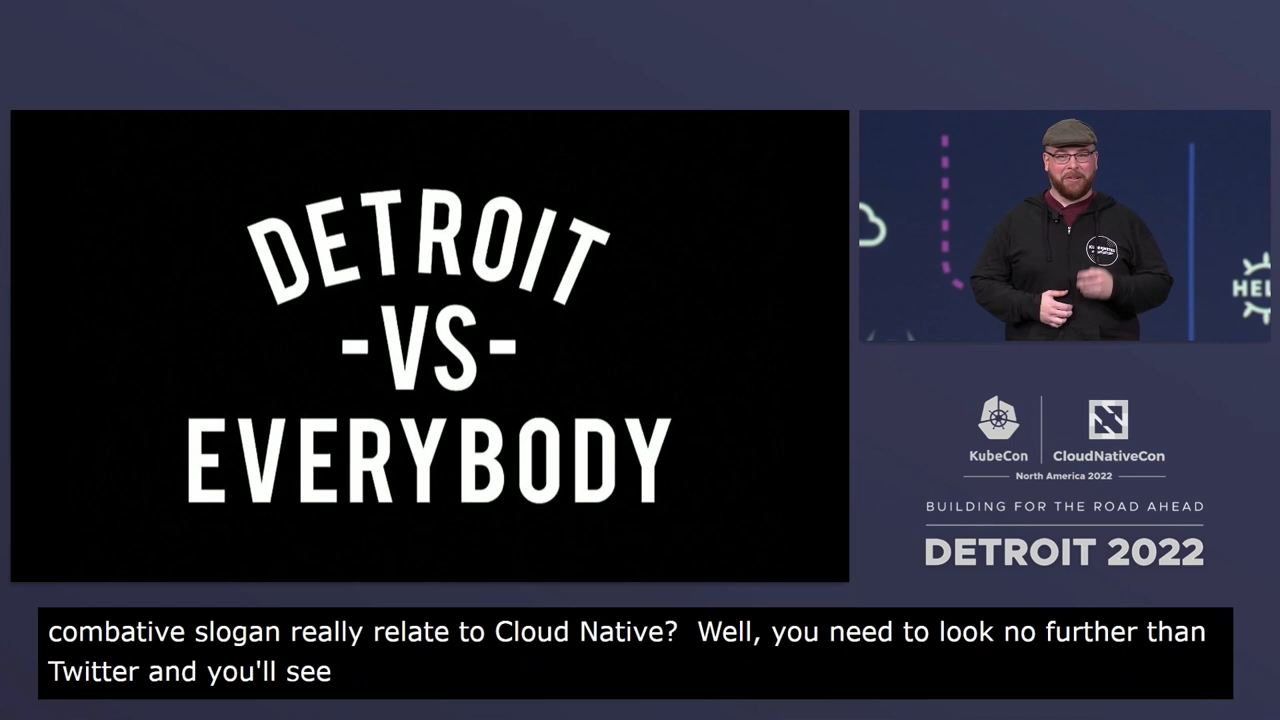 DETROIT
-VS-
EVERYBODY
HEL
KubeCon
CloudNativeCon
North America 2022
BUILDING FOR THE ROAD AHEAD
DETROIT 2022
combative slogan really relate to Cloud Native?  Well, you need to look no further than
Twitter and you'll see